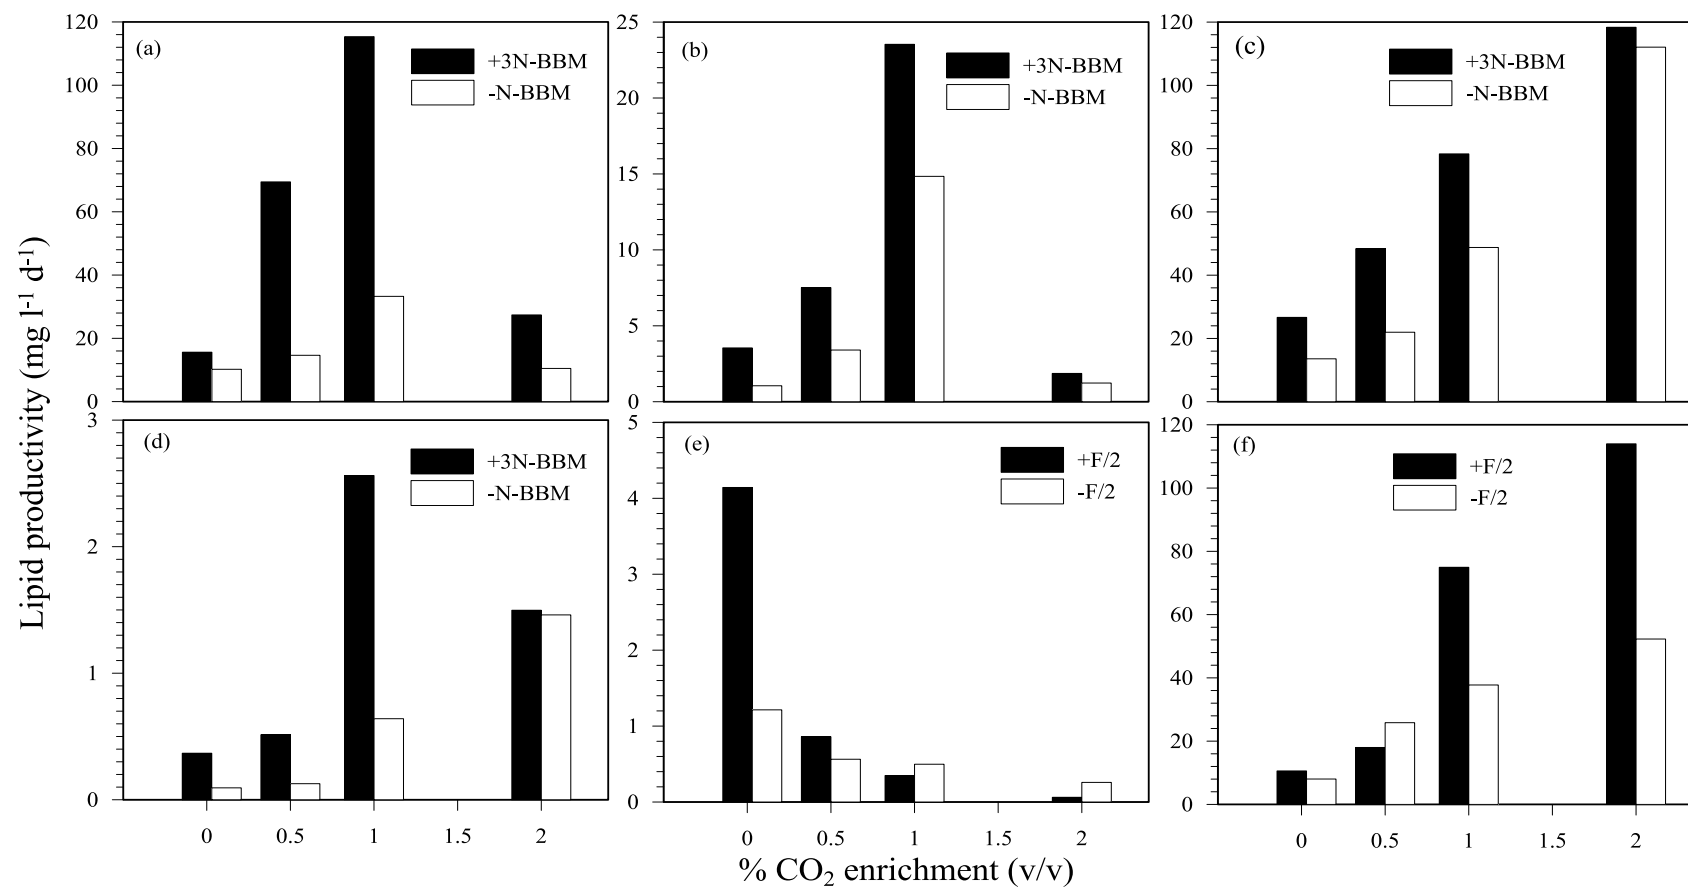 Lipid productivity (mg l-1 d-1)
(a)
+3N-BBM
-N-BBM
120
100
80
60
40
20
0
(b)
+3N-BBM
-N-BBM
25
20
15
10
5
0
(c)
+3N-BBM
-N-BBM
120
100
80
60
40
20
0
(d)
+3N-BBM
-N-BBM
3
2
1
0
0 0.5 1 1.5 2
(e)
+F/2
-F/2
5
4
3
2
1
0
0 0.5 1 1.5 2
(f)
+F/2
-F/2
120
100
80
60
40
20
0
0 0.5 1 1.5 2
% CO2 enrichment (v/v)